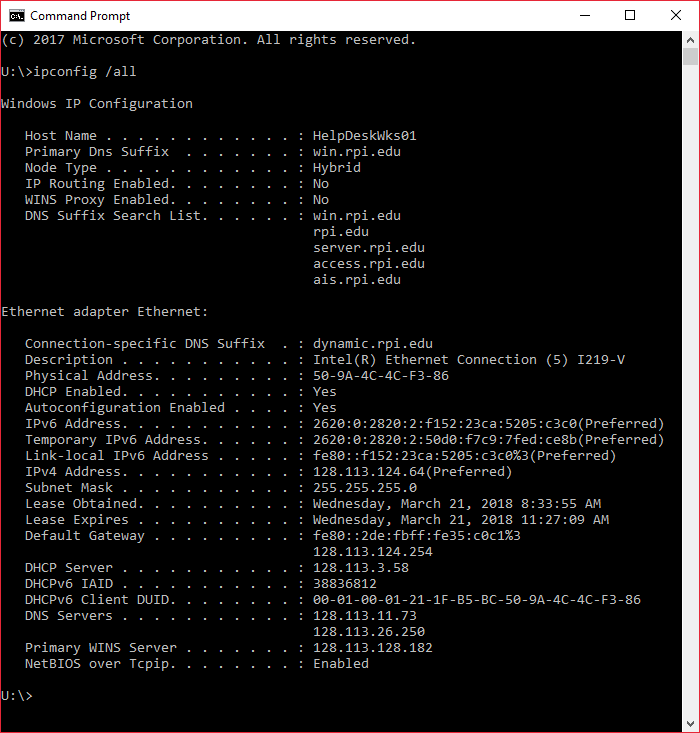 Command Prompt
(c) 2017 Microsoft Corporation. All rights reserved.
U:\>ipconfig /all
Windows IP Configuration
Host Name . . . . . . . . . . . . : HelpDeskWks01
Primary Dns Suffix  . . . . . . . : win.rpi.edu
Node Type . . . . . . . . . . . . : Hybrid
IP Routing Enabled. . . . . . . . : No
WINS Proxy Enabled. . . . . . . . : No
DNS Suffix Search List. . . . . . : win.rpi.edu
rpi.edu
server.rpi.edu
access.rpi.edu
ais.rpi.edu
Ethernet adapter Ethernet:
Connection-specific DNS Suffix  . : dynamic.rpi.edu
Description . . . . . . . . . . . : Intel(R) Ethernet Connection (5) I219-V
Physical Address. . . . . . . . . : 50-9A-4C-4C-F3-86
DHCP Enabled. . . . . . . . . . . : Yes
Autoconfiguration Enabled . . . . : Yes
IPv6 Address. . . . . . . . . . . : 2620:0:2820:2:f152:23ca:5205:c3c0(Preferred)
Temporary IPv6 Address. . . . . . : 2620:0:2820:2:50d0:f7c9:7fed:ce8b(Preferred)
Link-local IPv6 Address . . . . . : fe80::f152:23ca:5205:c3c0%3(Preferred)
IPv4 Address. . . . . . . . . . . : 128.113.124.64(Preferred)
Subnet Mask . . . . . . . . . . . : 255.255.255.0
Lease Obtained. . . . . . . . . . : Wednesday, March 21, 2018 8:33:55 AM
Lease Expires . . . . . . . . . . : Wednesday, March 21, 2018 11:27:09 AM
Default Gateway . . . . . . . . . : fe80::2de:fbff:fe35:c0c1%3
128.113.124.254
DHCP Server . . . . . . . . . . . : 128.113.3.58
DHCPv6 IAID . . . . . . . . . . . : 38836812
DHCPv6 Client DUID. . . . . . . . : 00-01-00-01-21-1F-B5-BC-50-9A-4C-4C-F3-86
DNS Servers . . . . . . . . . . . : 128.113.11.73
128.113.26.250
Primary WINS Server . . . . . . . : 128.113.128.182
NetBIOS over Tcpip. . . . . . . . : Enabled
U:\>